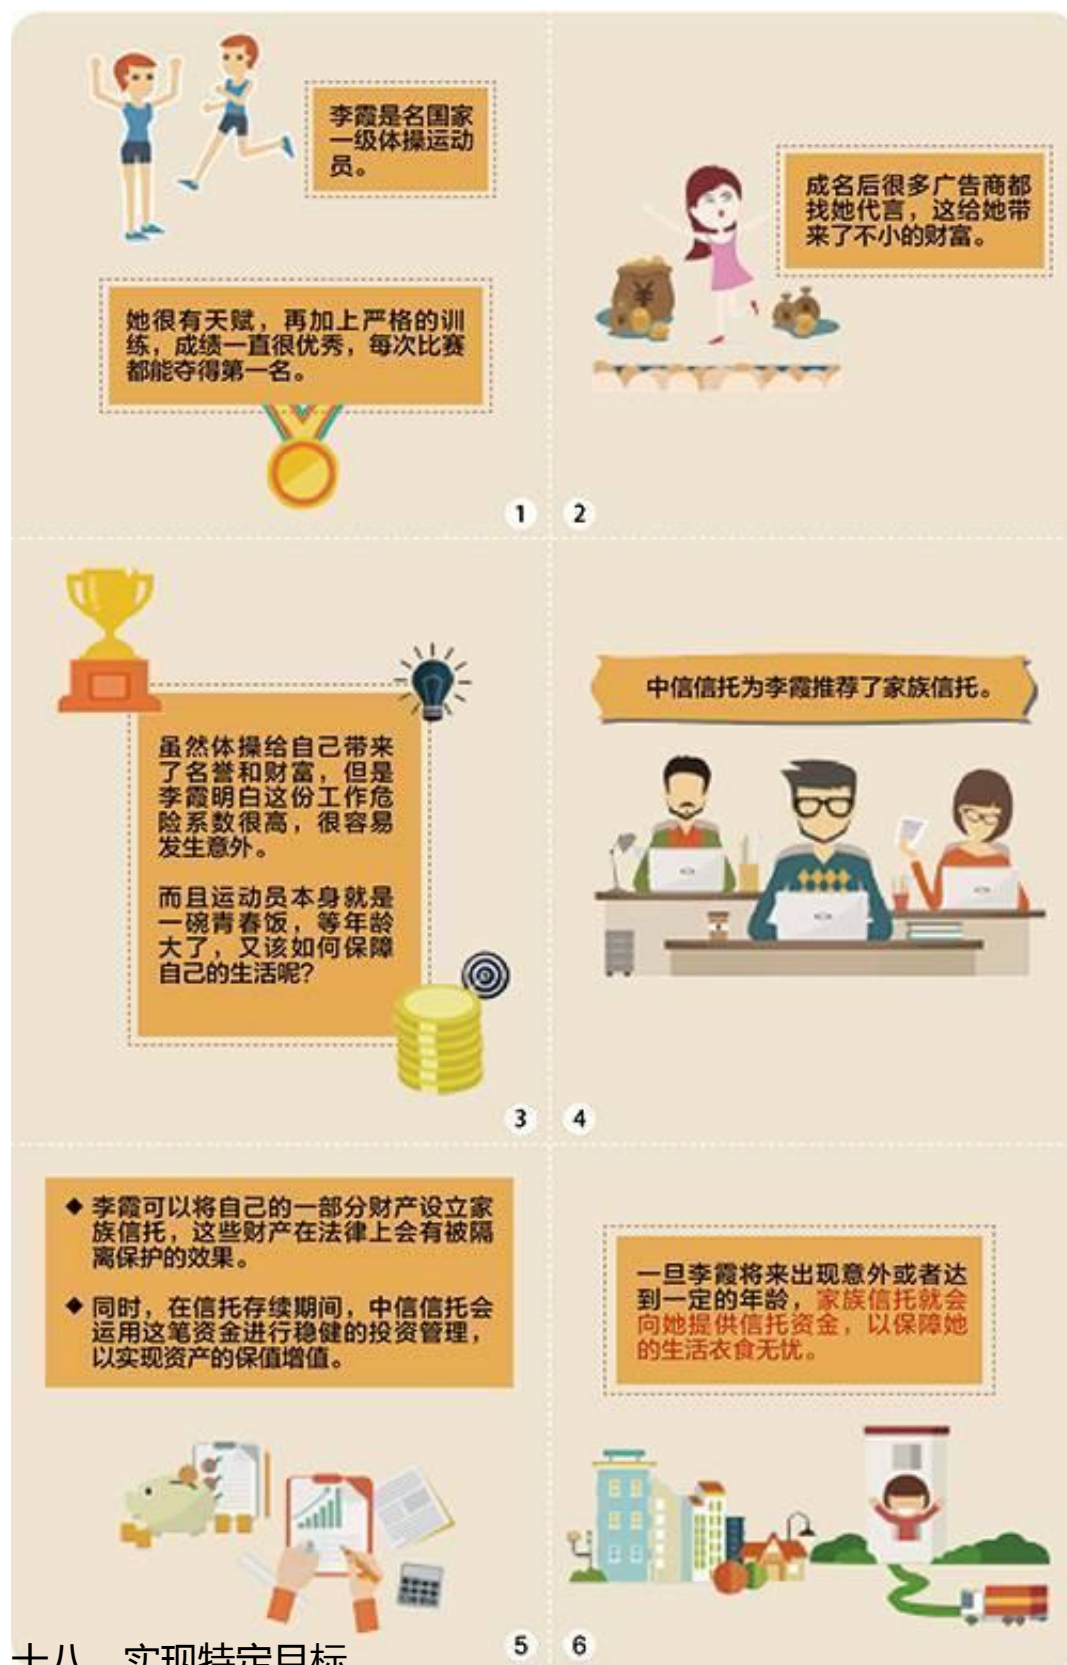 李霞是名国家
一级体操运动
员。
她很有天赋，再加上严格的训
练，成绩一直很优秀，每次比赛
都能夺得第一名。
1
成名后很多广告商都
找她代言，这给她带
来了不小的财富。
¥
2
虽然体操给自己带来
了名誉和财富，但是
李霞明白这份工作危
险系数很高，很容易
发生意外。
而且运动员本身就是
一碗青春饭，等年龄
大了，又该如何保障
自己的生活呢？
3
中信信托为李霞推荐了家族信托。
4
◆ 李霞可以将自己的一部分财产设立家
族信托，这些财产在法律上会有被隔
离保护的效果。
◆ 同时，在信托存续期间，中信信托会
运用这笔资金进行稳健的投资管理，
以实现资产的保值增值。
5
一旦李霞将来出现意外或者达
到一定的年龄，家族信托就会
向她提供信托资金，以保障她
的生活衣食无忧。
6
十八、实现特定目标